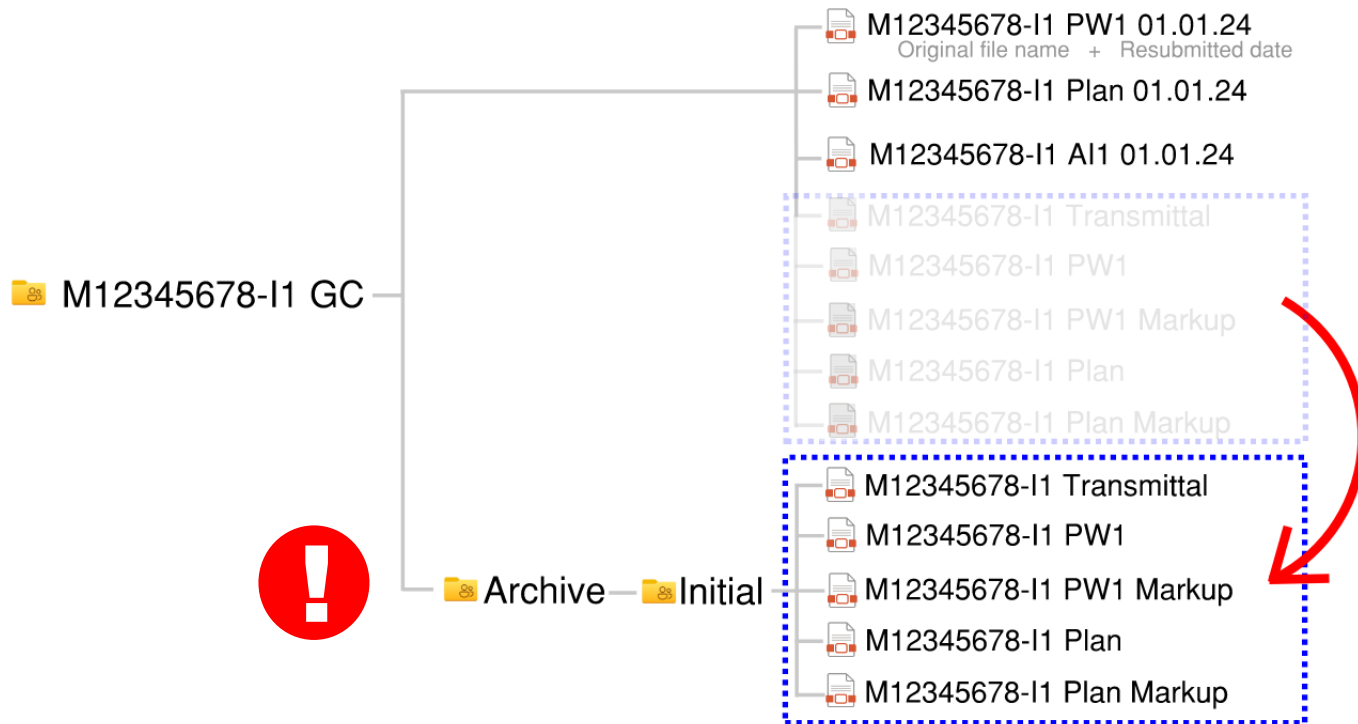 M12345678-I1 PW1 01.01.24
Original file name + Resubmitted date
M12345678-I1 Plan 01.01.24
M12345678-I1 AI1 01.01.24
M12345678-I1 Transmittal
M12345678-I1 PW1
M12345678-I1 GC
M12345678-I1 PW1 Markup
M12345678-I1 Plan
M12345678-I1 Plan Markup
M12345678-I1 Transmittal
M12345678-I1 PW1
!
Archive
Initial
M12345678-I1 PW1 Markup
M12345678-I1 Plan
M12345678-I1 Plan Markup